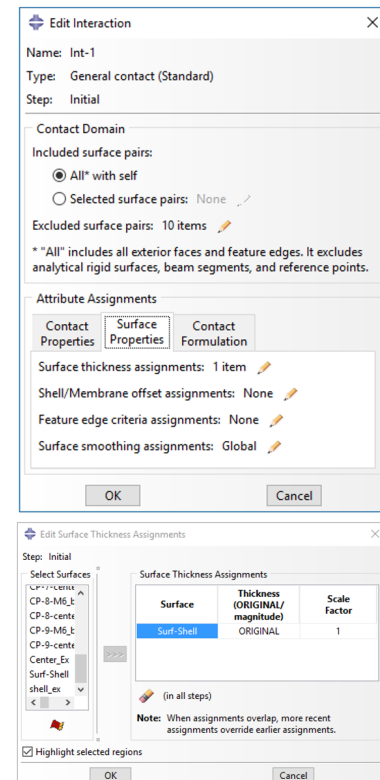 Edit Interaction
Name: Int-1
Type: General contact (Standard)
Step: Initial
Contact Domain
Included surface pairs:
All* with self
Selected surface pairs: None
Excluded surface pairs: 10 items
* "All" includes all exterior faces and feature edges. It excludes
analytical rigid surfaces, beam segments, and reference points.
Attribute Assignments
Contact Properties
Surface Properties
Contact Formulation
Surface thickness assignments: 1 item
Shell/Membrane offset assignments: None
Feature edge criteria assignments: None
Surface smoothing assignments: Global
OK Cancel
Edit Surface Thickness Assignments
Step: Initial
Select Surfaces
CP-7-cente
CP-8-M6_b
CP-8-cente
CP-9-M6_b
CP-9-cente
Center_Ex
Surf-Shell
shell_ex
>>>
Surface Thickness Assignments
Surface
Thickness
(ORIGINAL/
magnitude)
Scale
Factor
Surf-Shell ORIGINAL 1
(in all steps)
Note: When assignments overlap, more recent
assignments override earlier assignments.
Highlight selected regions
OK Cancel